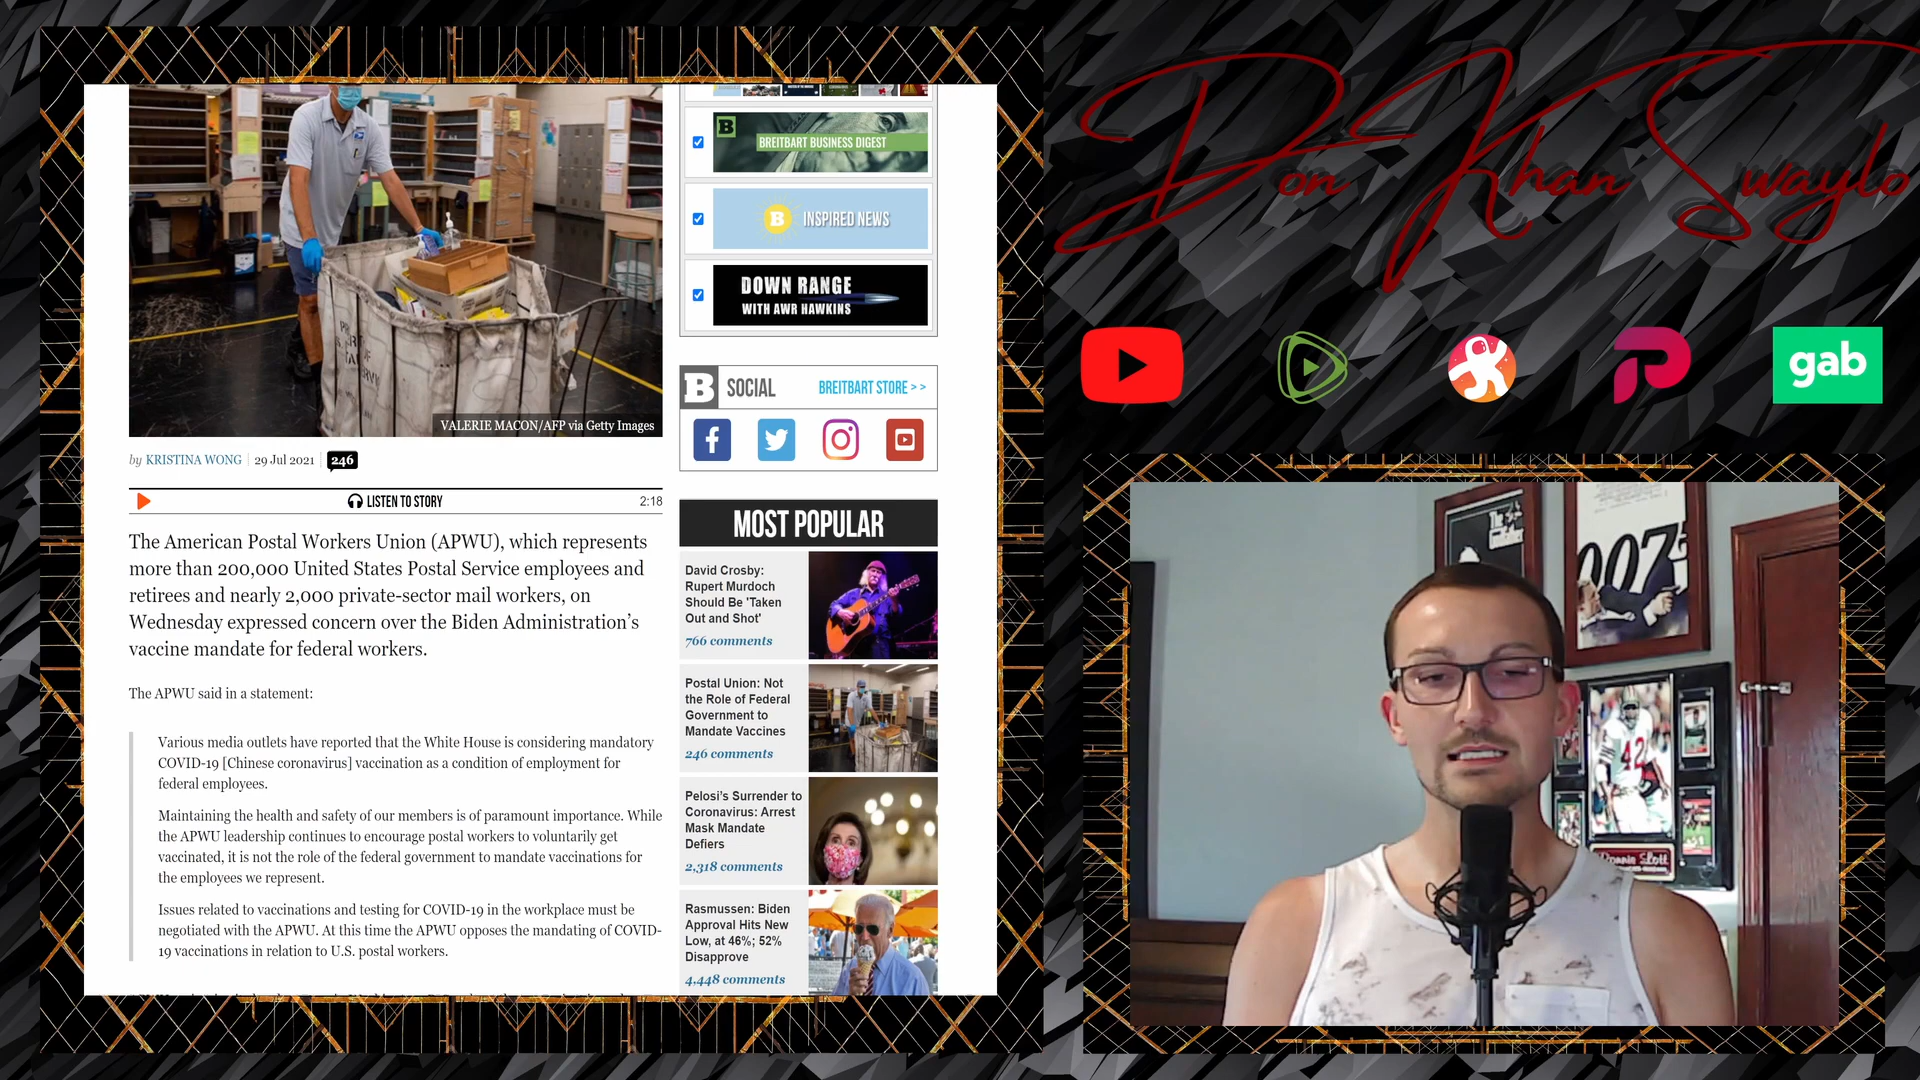 VALERIE MACON/AFP via Getty Images
by KRISTINA WONG 29 Jul 2021 246
LISTEN TO STORY 2:18
The American Postal Workers Union (APWU), which represents
more than 200,000 United States Postal Service employees and
retirees and nearly 2,000 private-sector mail workers, on
Wednesday expressed concern over the Biden Administration’s
vaccine mandate for federal workers.
The APWU said in a statement:
Various media outlets have reported that the White House is considering mandatory
COVID-19 [Chinese coronavirus] vaccination as a condition of employment for
federal employees.
Maintaining the health and safety of our members is of paramount importance. While
the APWU leadership continues to encourage postal workers to voluntarily get
vaccinated, it is not the role of the federal government to mandate vaccinations for
the employees we represent.
Issues related to vaccinations and testing for COVID-19 in the workplace must be
negotiated with the APWU. At this time the APWU opposes the mandating of COVID-
19 vaccinations in relation to U.S. postal workers.
B
BREITBART BUSINESS DIGEST
B INSPIRED NEWS
DOWN RANGE
WITH AWR HAWKINS
B SOCIAL BREITBART STORE >>
MOST POPULAR
David Crosby:
Rupert Murdoch
Should Be 'Taken
Out and Shot'
766 comments
Postal Union: Not
the Role of Federal
Government to
Mandate Vaccines
246 comments
Pelosi’s Surrender to
Coronavirus: Arrest
Mask Mandate
Defiers
2,318 comments
Rasmussen: Biden
Approval Hits New
Low, at 46%; 52%
Disapprove
4,448 comments
Don Khan Swaylo
gab
007
42
Donnie Slott